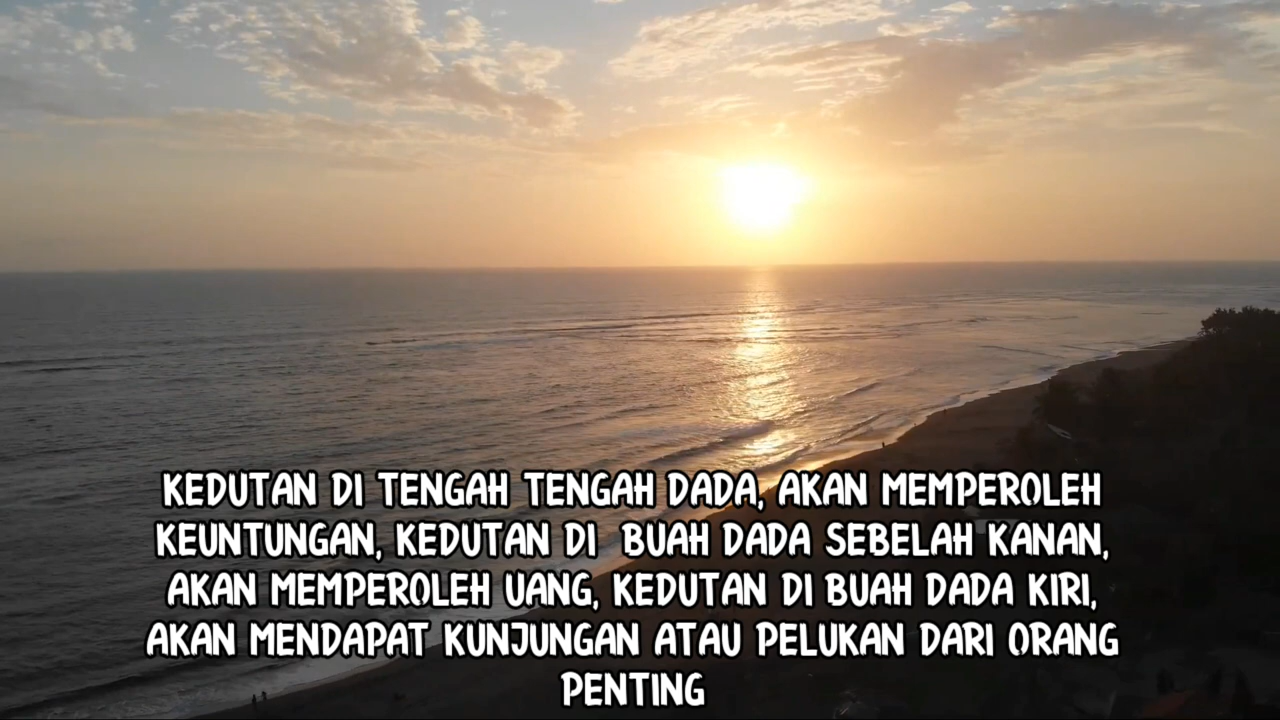 KEDUTAN DI TENGAH TENGAH DADA, AKAN MEMPEROLEH
KEUNTUNGAN, KEDUTAN DI BUAH DADA SEBELAH KANAN,
AKAN MEMPEROLEH UANG, KEDUTAN DI BUAH DADA KIRI,
AKAN MENDAPAT KUNJUNGAN ATAU PELUKAN DARI ORANG
PENTING